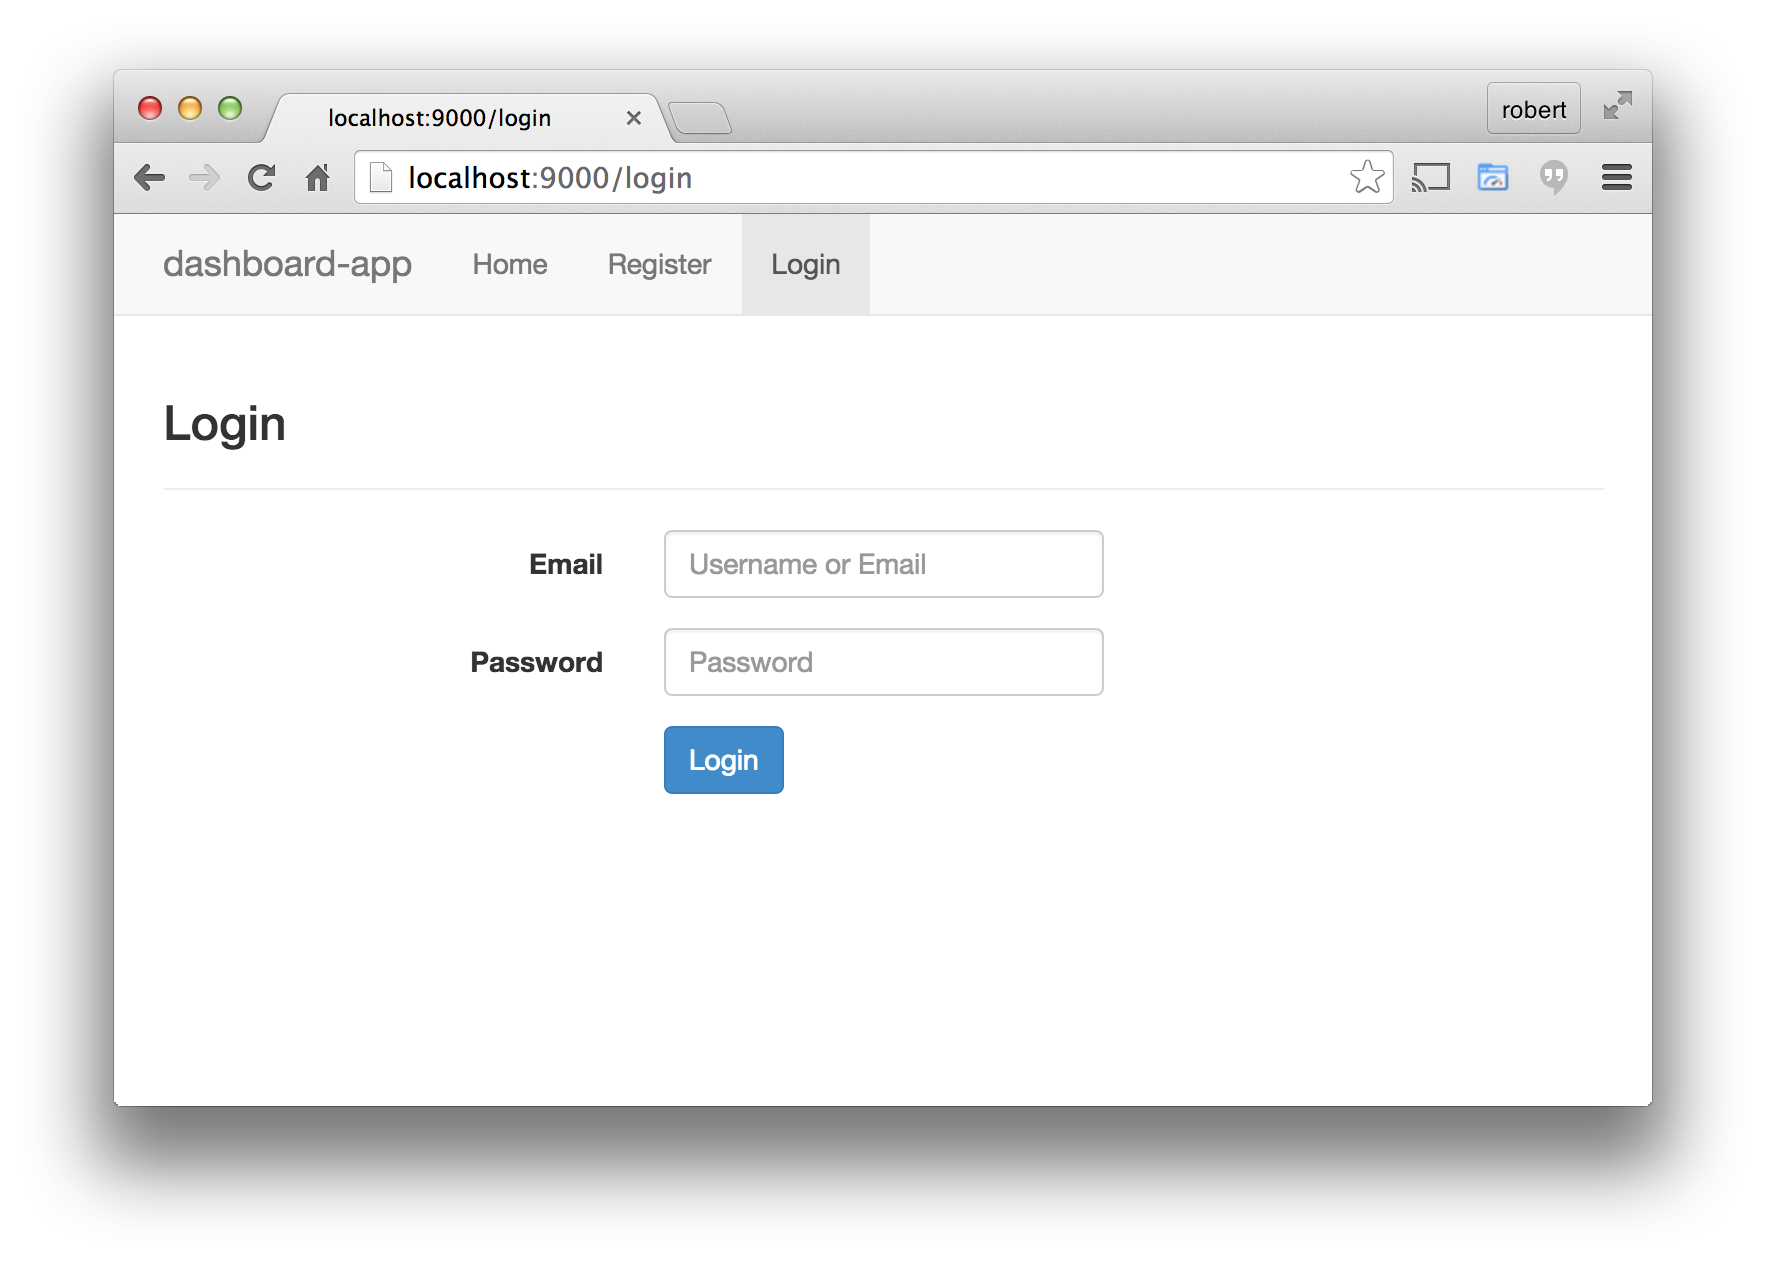 localhost:9000/login
robert
localhost:9000/login
dashboard-app Home Register Login
Login
Email Username or Email
Password Password
Login